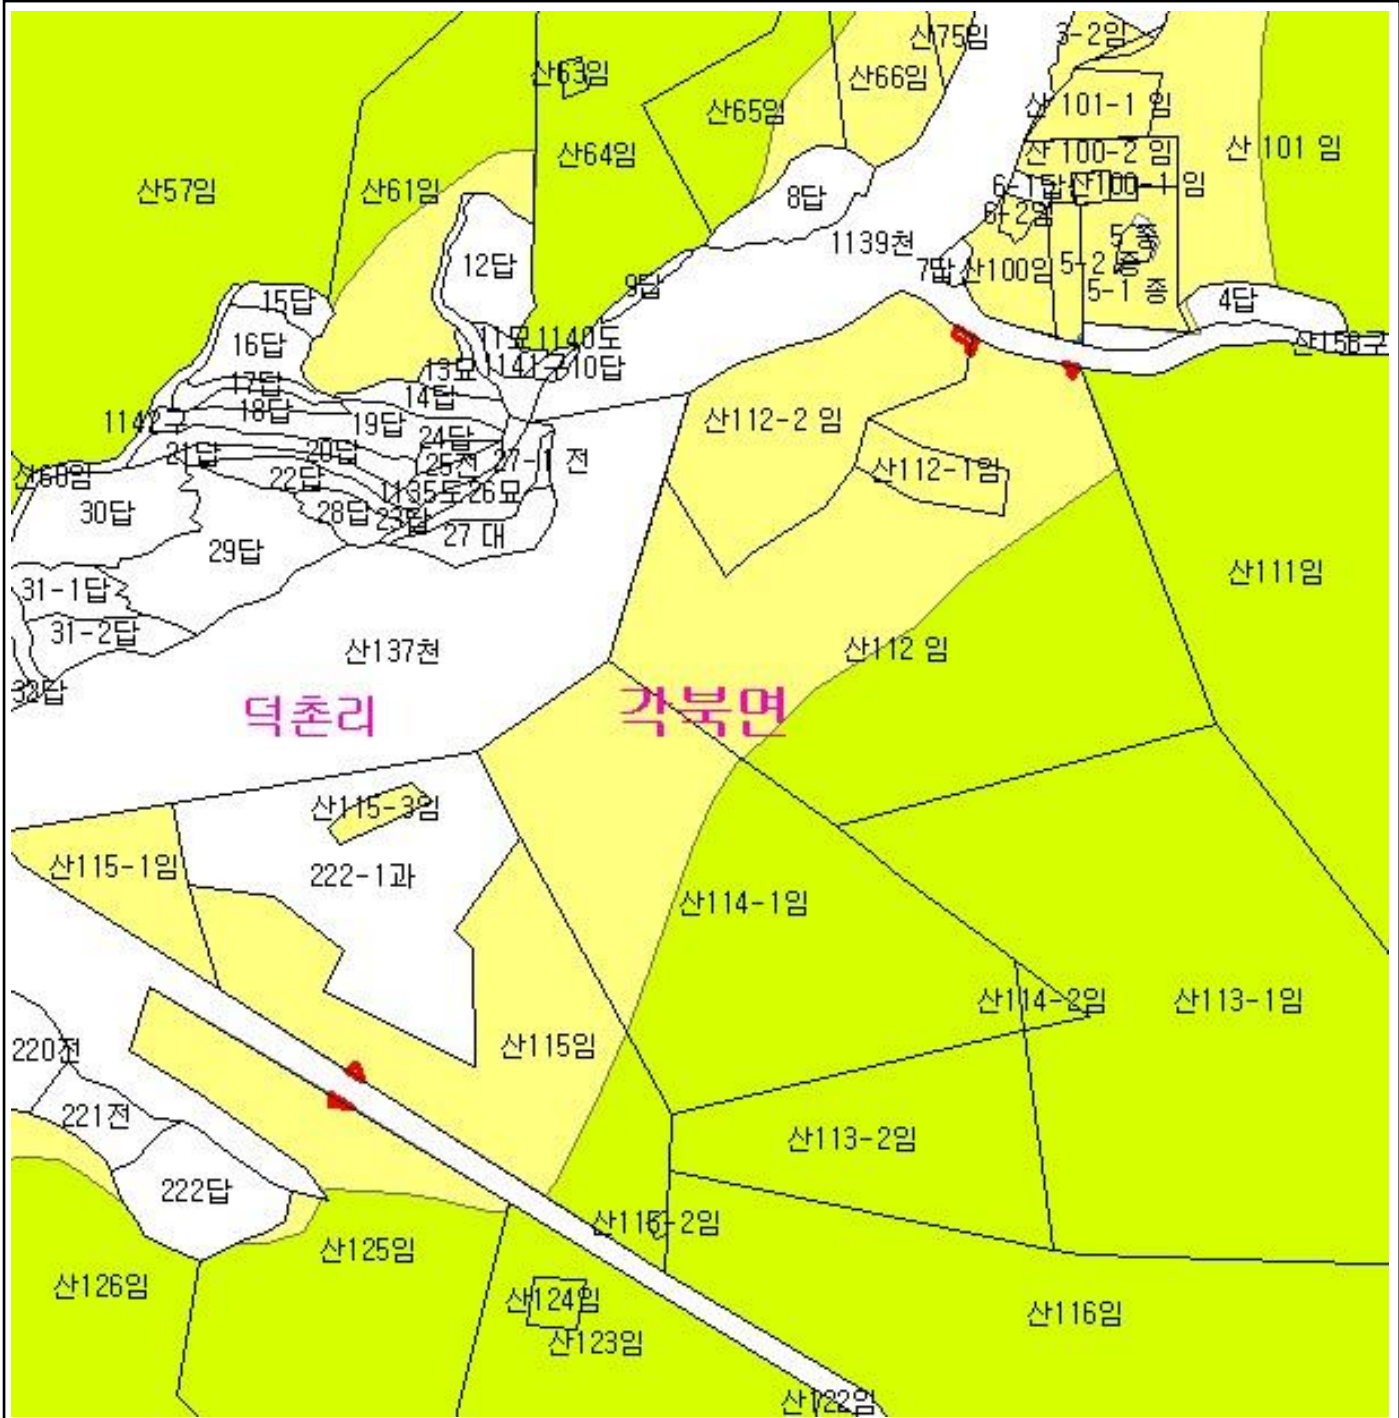 산75임
3-2임
산63임
산66임
산101-1 임
산65임
산64임
산100-2 임
산101 임
산57임
산61임
6-1답
산100-1 임
8답
6-2임
1139천
5 종
12답
7답
산100임
5-2 종
9답
5-1 종
15답
4답
11묘
1140도
16답
13묘
10답
17답
14답
18답
19답
산112-2 임
24답
20답
21답
25전
27-1 전
산112-1임
산60임
22답
1135도
26묘
30답
28답
23답
27 대
29답
산111임
31-1답
31-2답
산137천
산112 임
32답
덕촌리
각북면
산115-3임
산115-1임
222-1과
산114-1임
산114-2임
산113-1임
220전
산115임
221전
산113-2임
222답
산115-2임
산125임
산126임
산124임
산116임
산123임
산122임